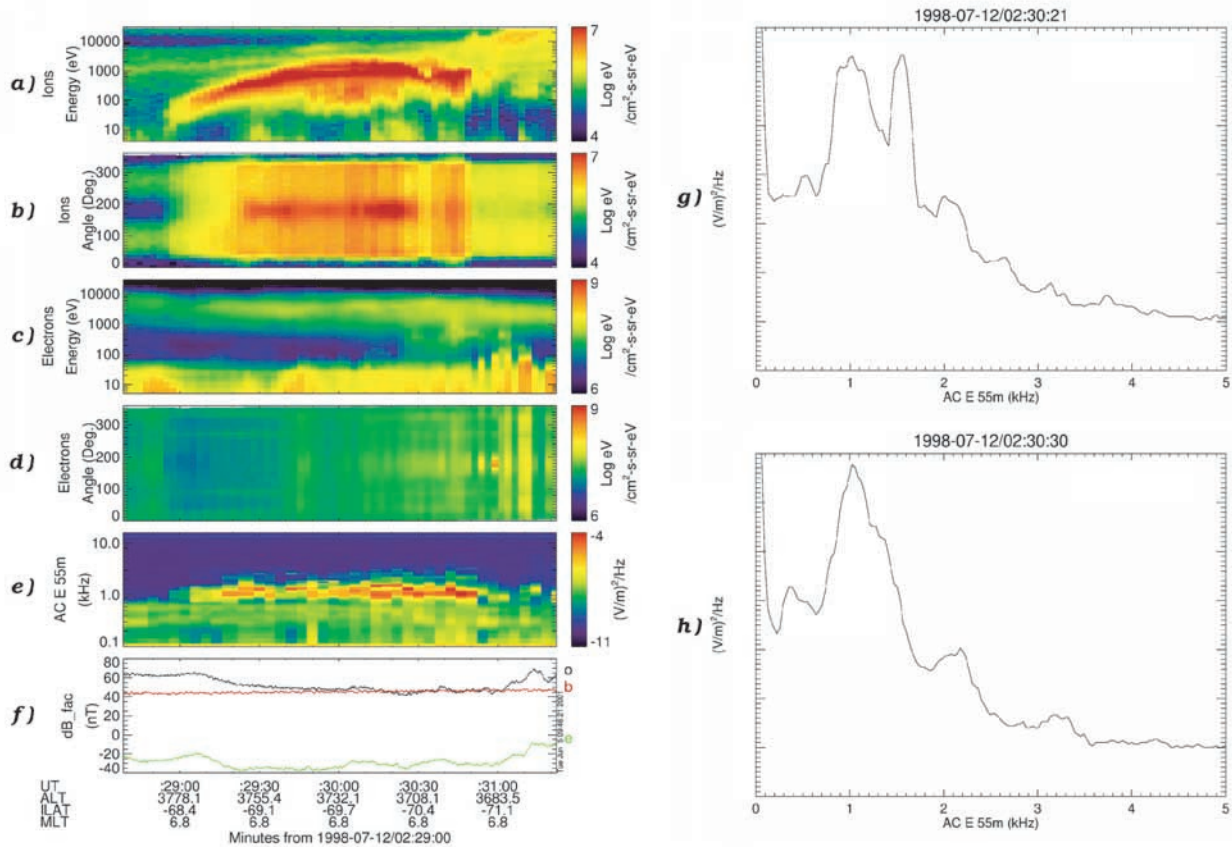 a)
Ions
Energy (eV)
10000
1000
100
10
7
4
Log eV
/cm²-s-sr-eV
b)
Ions
Angle (Deg.)
300
200
100
0
7
4
Log eV
/cm²-s-sr-eV
c)
Electrons
Energy (eV)
10000
1000
100
10
9
6
Log eV
/cm²-s-sr-eV
d)
Electrons
Angle (Deg.)
300
200
100
0
9
6
Log eV
/cm²-s-sr-eV
e)
AC E 55m
(kHz)
10.0
1.0
0.1
-4
-11
(V/m)²/Hz
f)
dB_fac
(nT)
80
60
40
20
0
-20
-40
o
b
e
UT :29:00 :29:30 :30:00 :30:30 :31:00
ALT 3778.1 3755.4 3732.1 3708.1 3683.5
ILAT -68.4 -69.1 -69.7 -70.4 -71.1
MLT 6.8 6.8 6.8 6.8 6.8
Minutes from 1998-07-12/02:29:00
1998-07-12/02:30:21
g)
(V/m)²/Hz
0 1 2 3 4 5
AC E 55m (kHz)
1998-07-12/02:30:30
h)
(V/m)²/Hz
0 1 2 3 4 5
AC E 55m (kHz)